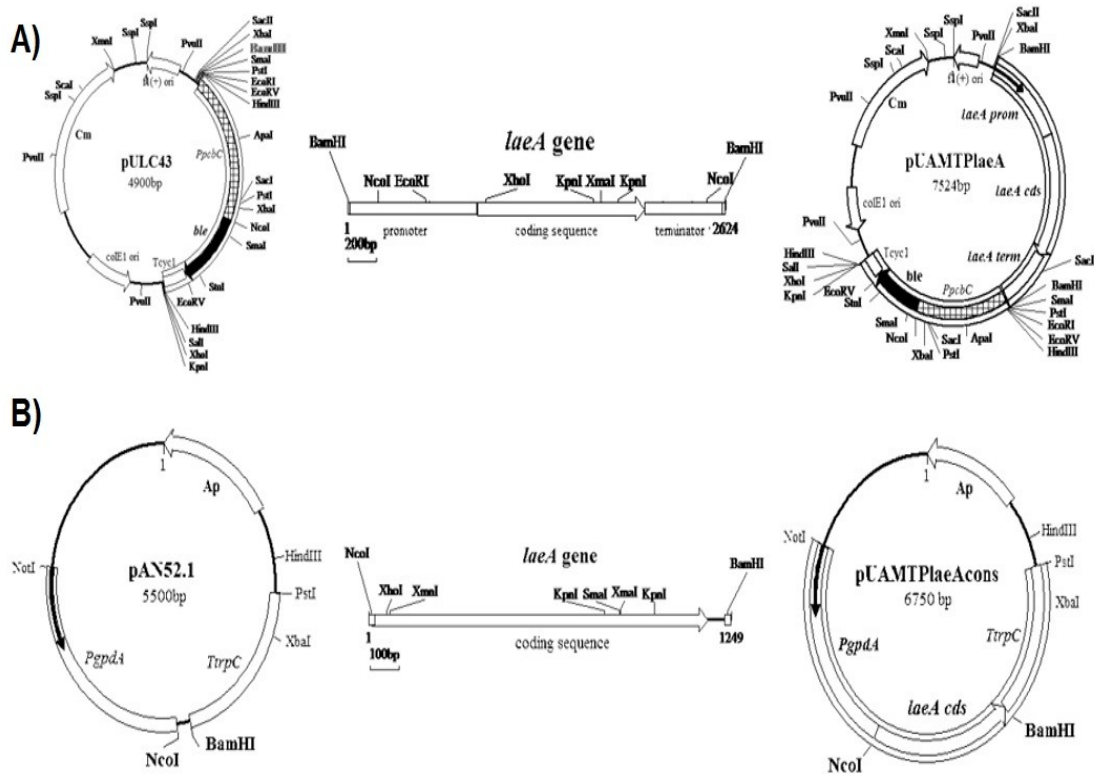 A)
SspI
SspI
XmnI
PvuII
SacII
XbaI
BamHI
SmaI
PstI
EcoRI
EcoRV
HindIII
f1(+) ori
ScaI
SspI
Cm
PvuII
pULC43
4900bp
PpcbC
ApaI
SacI
PstI
XbaI
NcoI
SmaI
ble
Tcyc1
colE1 ori
PvuII
EcoRV
StuI
HindIII
SalI
XhoI
KpnI
laeA gene
BamHI
NcoI EcoRI
XhoI
KpnI XmaI KpnI
NcoI
BamHI
1
promoter
coding sequence
terminator
2624
200bp
SspI
SspI
XmnI
PvuII
SacII
XbaI
BamHI
ScaI
SspI
f1(+) ori
PvuII
Cm
laeA prom
pUAMTPlaeA
7524bp
laeA cds
colE1 ori
PvuII
Tcyc1
laeA term
HindIII
SalI
XhoI
KpnI
EcoRV
StuI
ble
PpcbC
SacI
BamHI
SmaI
PstI
EcoRI
EcoRV
HindIII
SmaI
NcoI
XbaI
SacI
PstI
ApaI
B)
1
Ap
HindIII
NotI
pAN52.1
5500bp
PstI
XbaI
PgpdA
TtrpC
NcoI
BamHI
laeA gene
NcoI
XhoI
XmnI
KpnI SmaI XmaI KpnI
BamHI
1
coding sequence
1249
100bp
1
Ap
HindIII
NotI
PstI
pUAMTPlaeAcons
6750 bp
XbaI
PgpdA
TtrpC
laeA cds
BamHI
NcoI